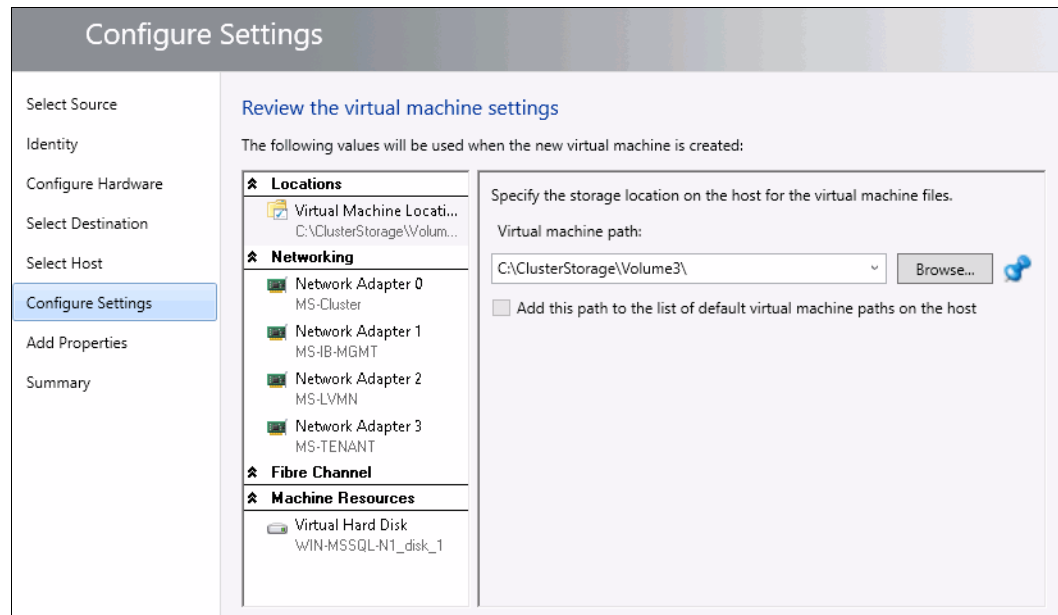 Configure Settings
Select Source
Identity
Configure Hardware
Select Destination
Select Host
Configure Settings
Add Properties
Summary
Review the virtual machine settings
The following values will be used when the new virtual machine is created:
Locations
Virtual Machine Locati...
C:\ClusterStorage\Volum...
Networking
Network Adapter 0
MS-Cluster
Network Adapter 1
MS-IB-MGMT
Network Adapter 2
MS-LVMN
Network Adapter 3
MS-TENANT
Fibre Channel
Machine Resources
Virtual Hard Disk
WIN-MSSQL-N1_disk_1
Specify the storage location on the host for the virtual machine files.
Virtual machine path:
C:\ClusterStorage\Volume3\
Browse...
Add this path to the list of default virtual machine paths on the host